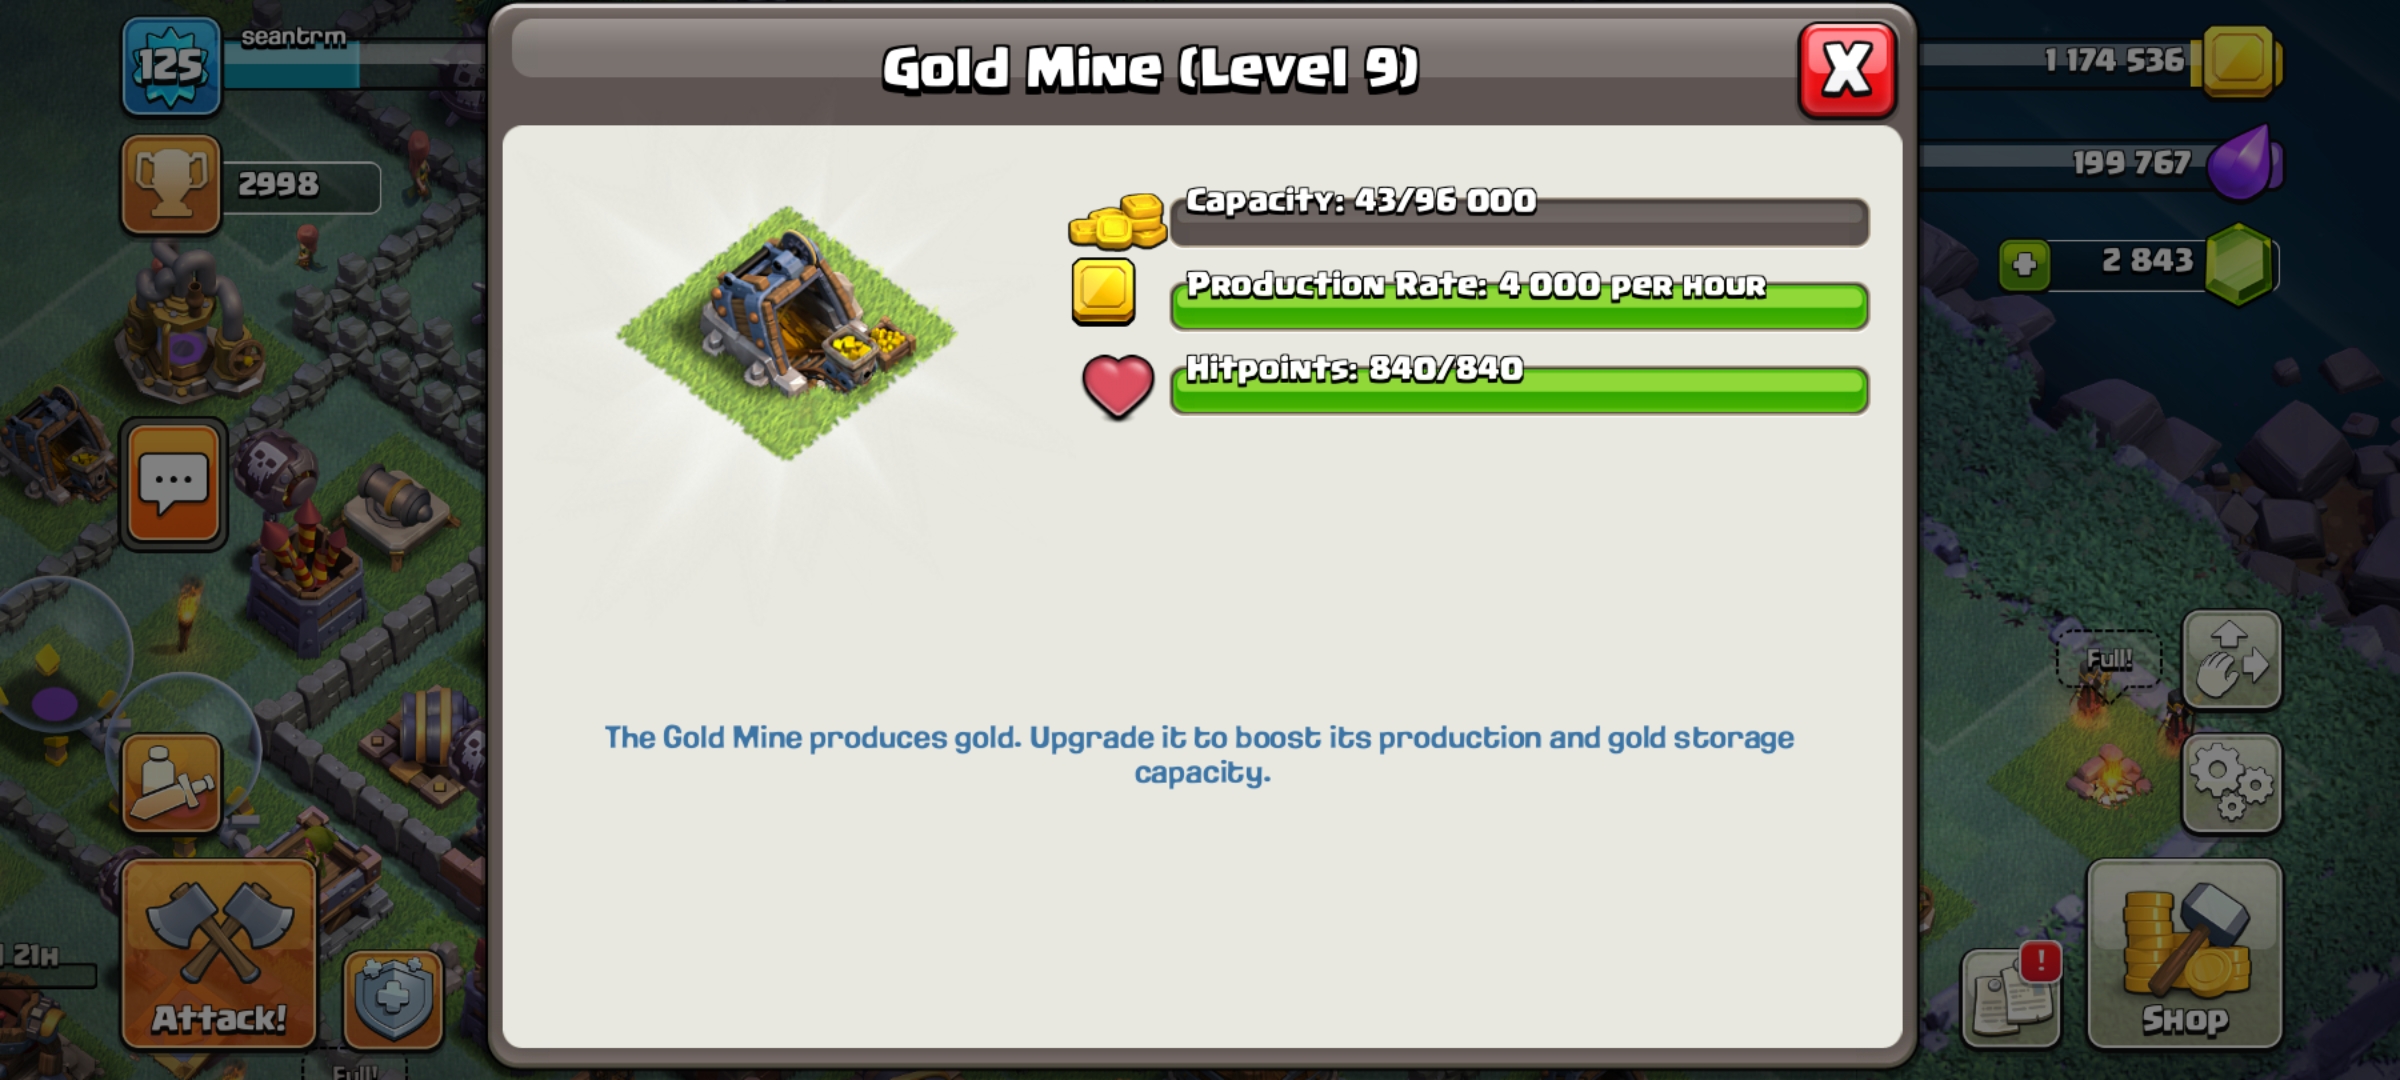 125
seantrm
Gold Mine (Level 9)
X
1 174 536
2998
199 767
2 843
Capacity: 43/96 000
Production Rate: 4 000 per hour
Hitpoints: 840/840
Full!
The Gold Mine produces gold. Upgrade it to boost its production and gold storage
capacity.
21H
!
Attack!
Shop
Full!